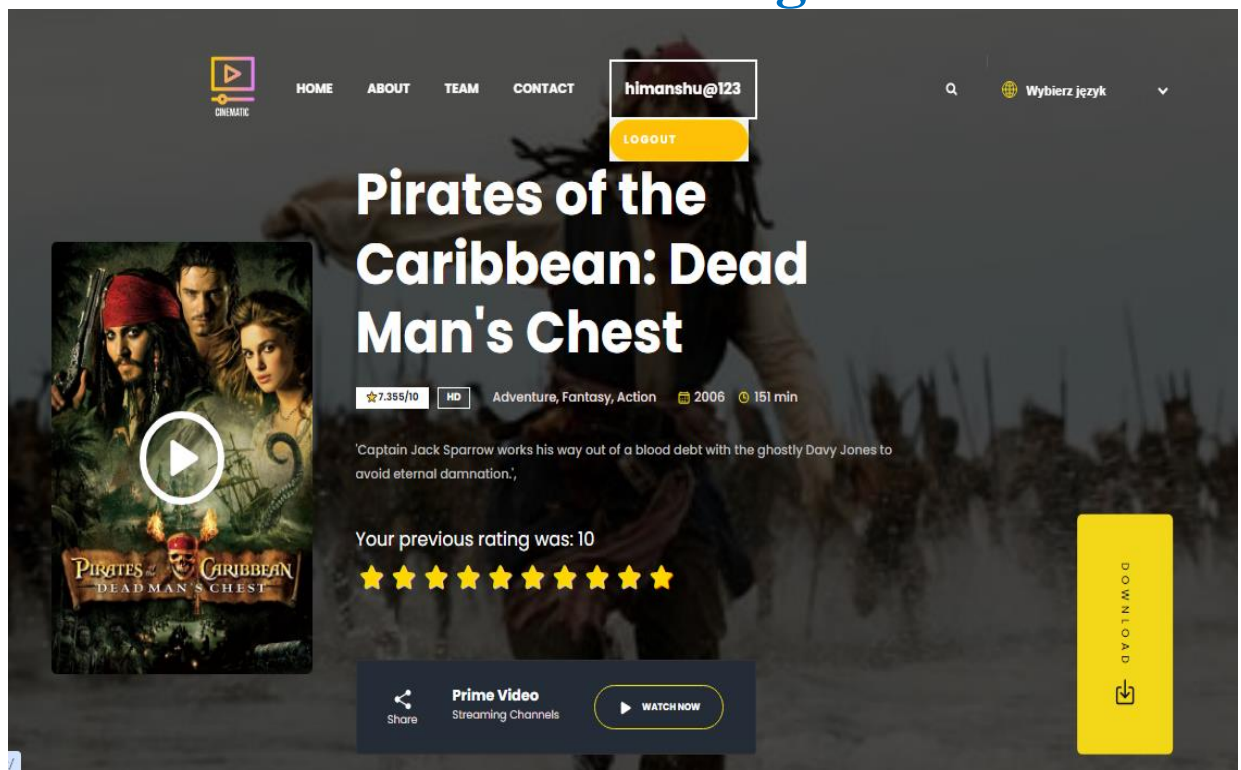 CINEMATIC
HOME ABOUT TEAM CONTACT himanshu@123 Wybierz język
LOGOUT
Pirates of the
Caribbean: Dead
Man's Chest
7.355/10 HD Adventure, Fantasy, Action 2006 151 min
'Captain Jack Sparrow works his way out of a blood debt with the ghostly Davy Jones to
avoid eternal damnation.',
Your previous rating was: 10
PIRATES of the CARIBBEAN
DEAD MAN'S CHEST
DOWNLOAD
Prime Video
Streaming Channels
Share
WATCH NOW